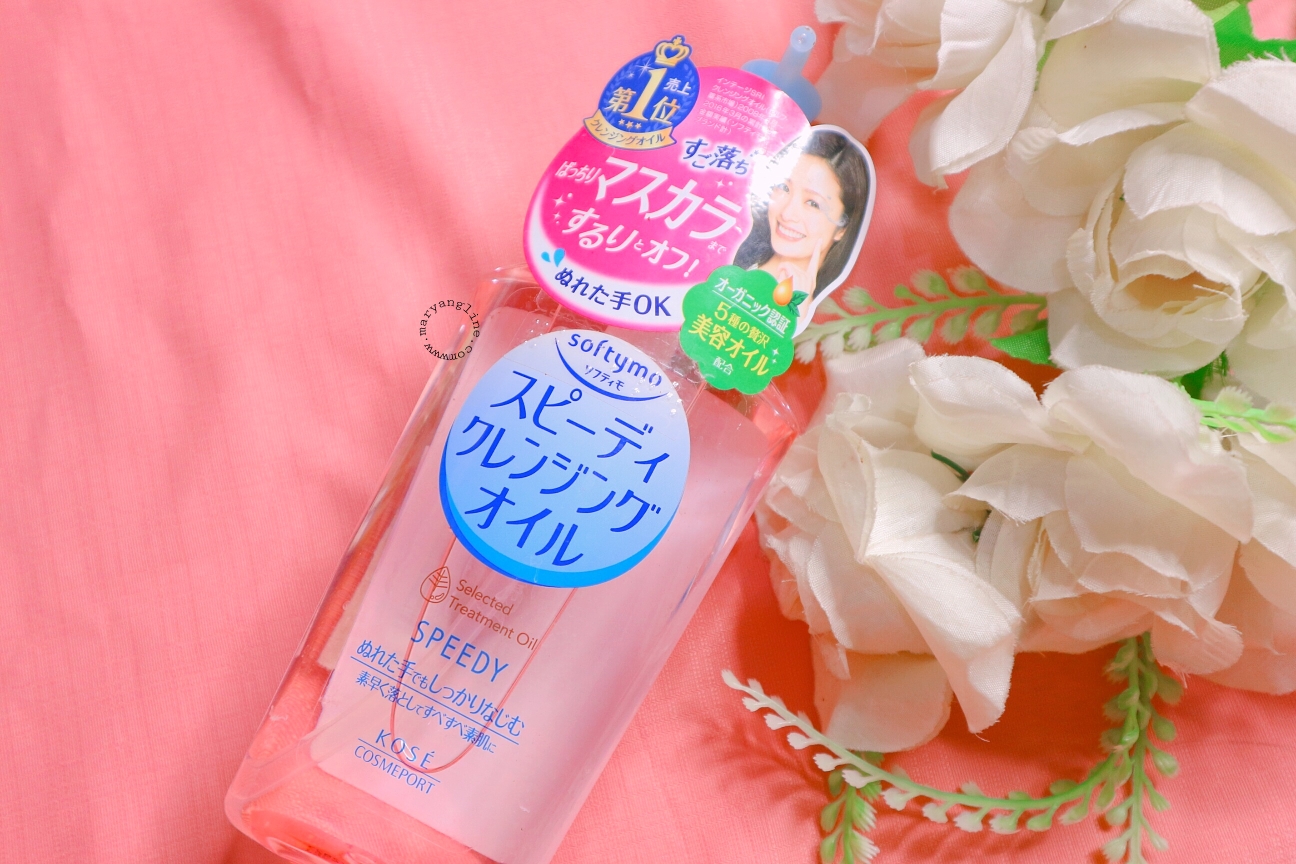 売上
第1位
クレンジングオイル
すご落ち
ばっちりマスカラまで
するりとオフ!
ぬれた手OK
オーガニック認証
5種の贅沢
美容オイル
配合
softymo
ソフティモ
スピーディ
クレンジング
オイル
Selected
Treatment Oil
SPEEDY
ぬれた手でもしっかりなじむ
素早く落としてすべすべ素肌に
KOSÉ
COSMEPORT
www.maryangline.com